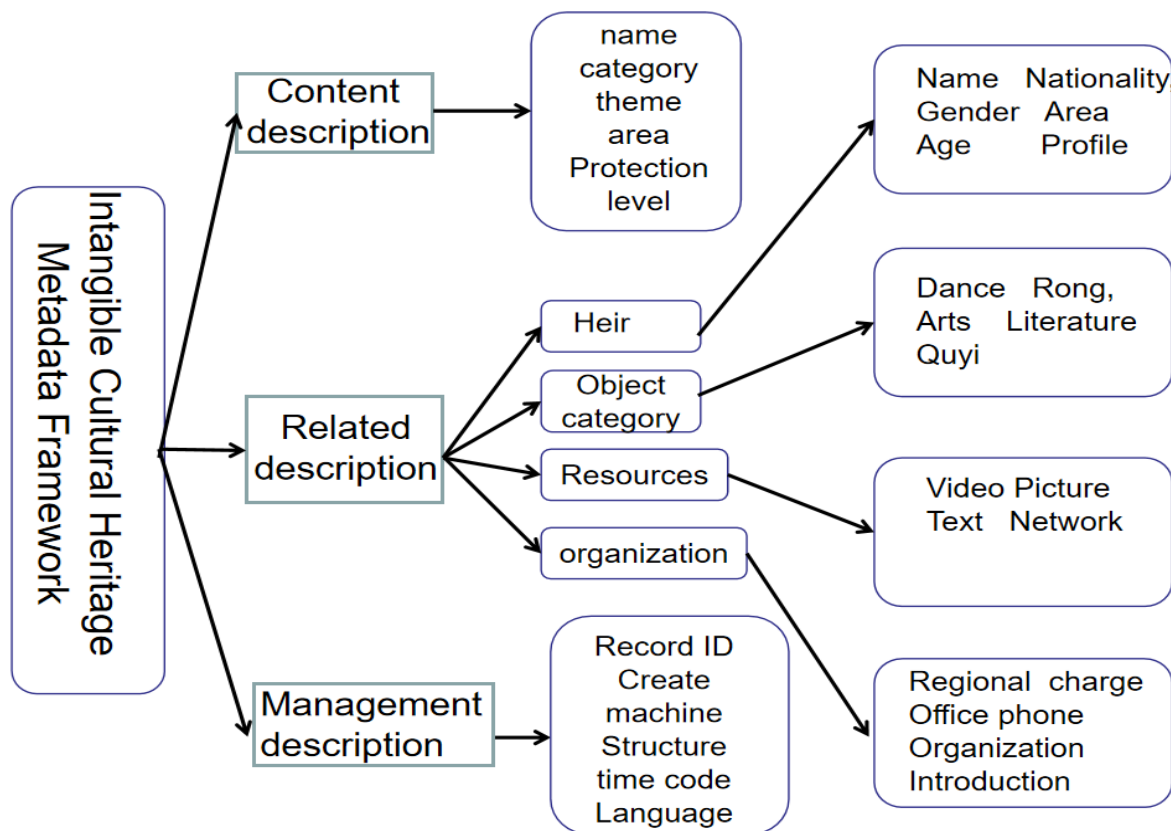 Intangible Cultural Heritage
Metadata Framework
Content
description
name
category
theme
area
Protection
level
Related
description
Heir
Object
category
Resources
organization
Name Nationality,
Gender Area
Age Profile
Dance Rong,
Arts Literature
Quyi
Video Picture
Text Network
Regional charge
Office phone
Organization
Introduction
Management
description
Record ID
Create
machine
Structure
time code
Language